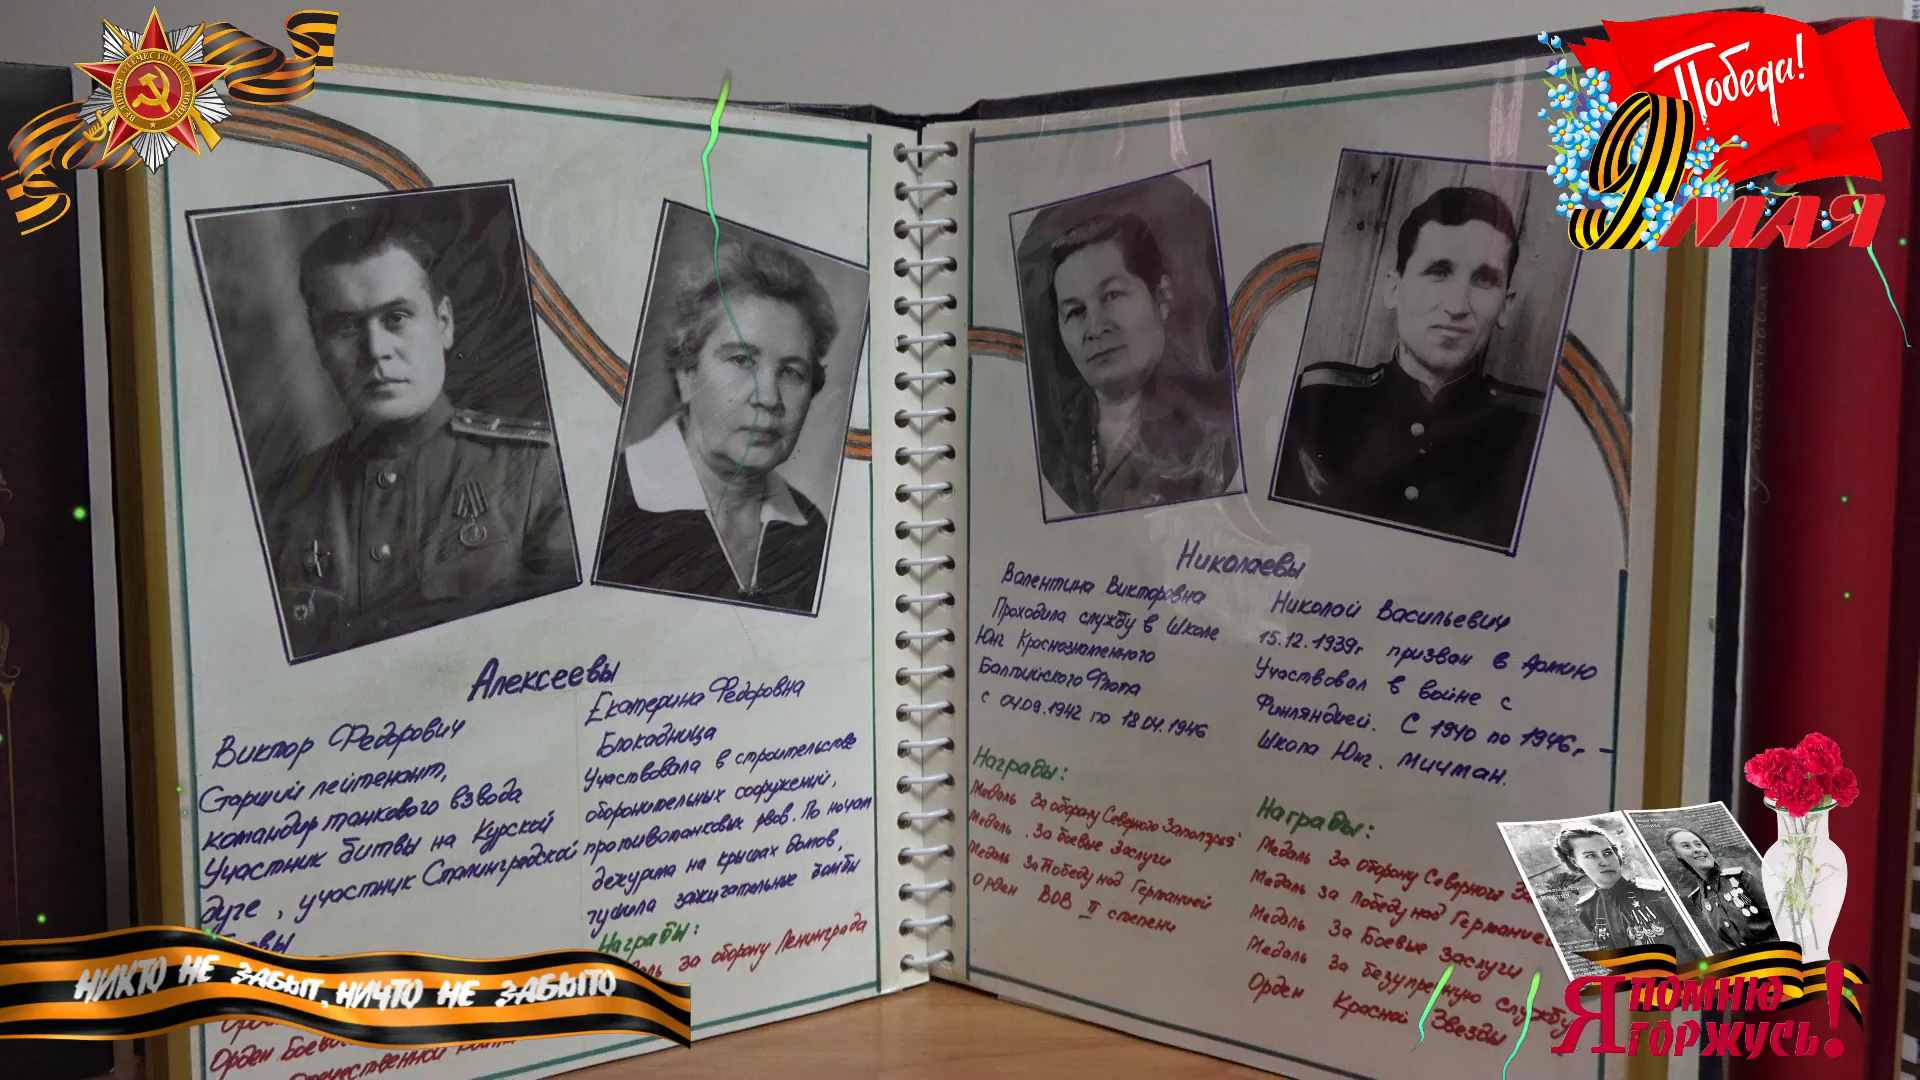 ВЕЛИКАЯ ОТЕЧЕСТВЕННАЯ ВОЙНА
Победа!
9 МАЯ
Алексеевы
Виктор Федорович
Старший лейтенант,
командир танкового взвода
Участник битвы на Курской
дуге, участник Сталинградской
Екатерина Федоровна
Блокадница
Участвовала в строительстве
оборонительных сооружений,
противотанковых рвов. По ночам
дежурила на крышах домов,
тушила зажигательные бомбы
Награды:
за оборону Ленинграда
Орден
Николаевы
Валентина Викторовна
Проходила службу в Школе
Юнг Краснознаменного
Балтийского Флота
с 04.09.1942 по 18.04.1946
Награды:
Медаль За оборону Северного Заполярья
Медаль. За боевые заслуги
Медаль За Победу над Германией
Орден ВОВ II степени
Николай Васильевич
15.12.1939г призван в Армию
Участвовал в войне с
Финляндией. С 1940 по 1946г -
Школа Юнг. Мичман.
Награды:
Медаль За оборону Северного
Медаль за Победу над Германией
Медаль За Боевые заслуги
Медаль За безупречную службу
Орден Красной Звезды
НИКТО НЕ ЗАБЫТ, НИЧТО НЕ ЗАБЫТО
Я ПОМНЮ
ГОРЖУСЬ!